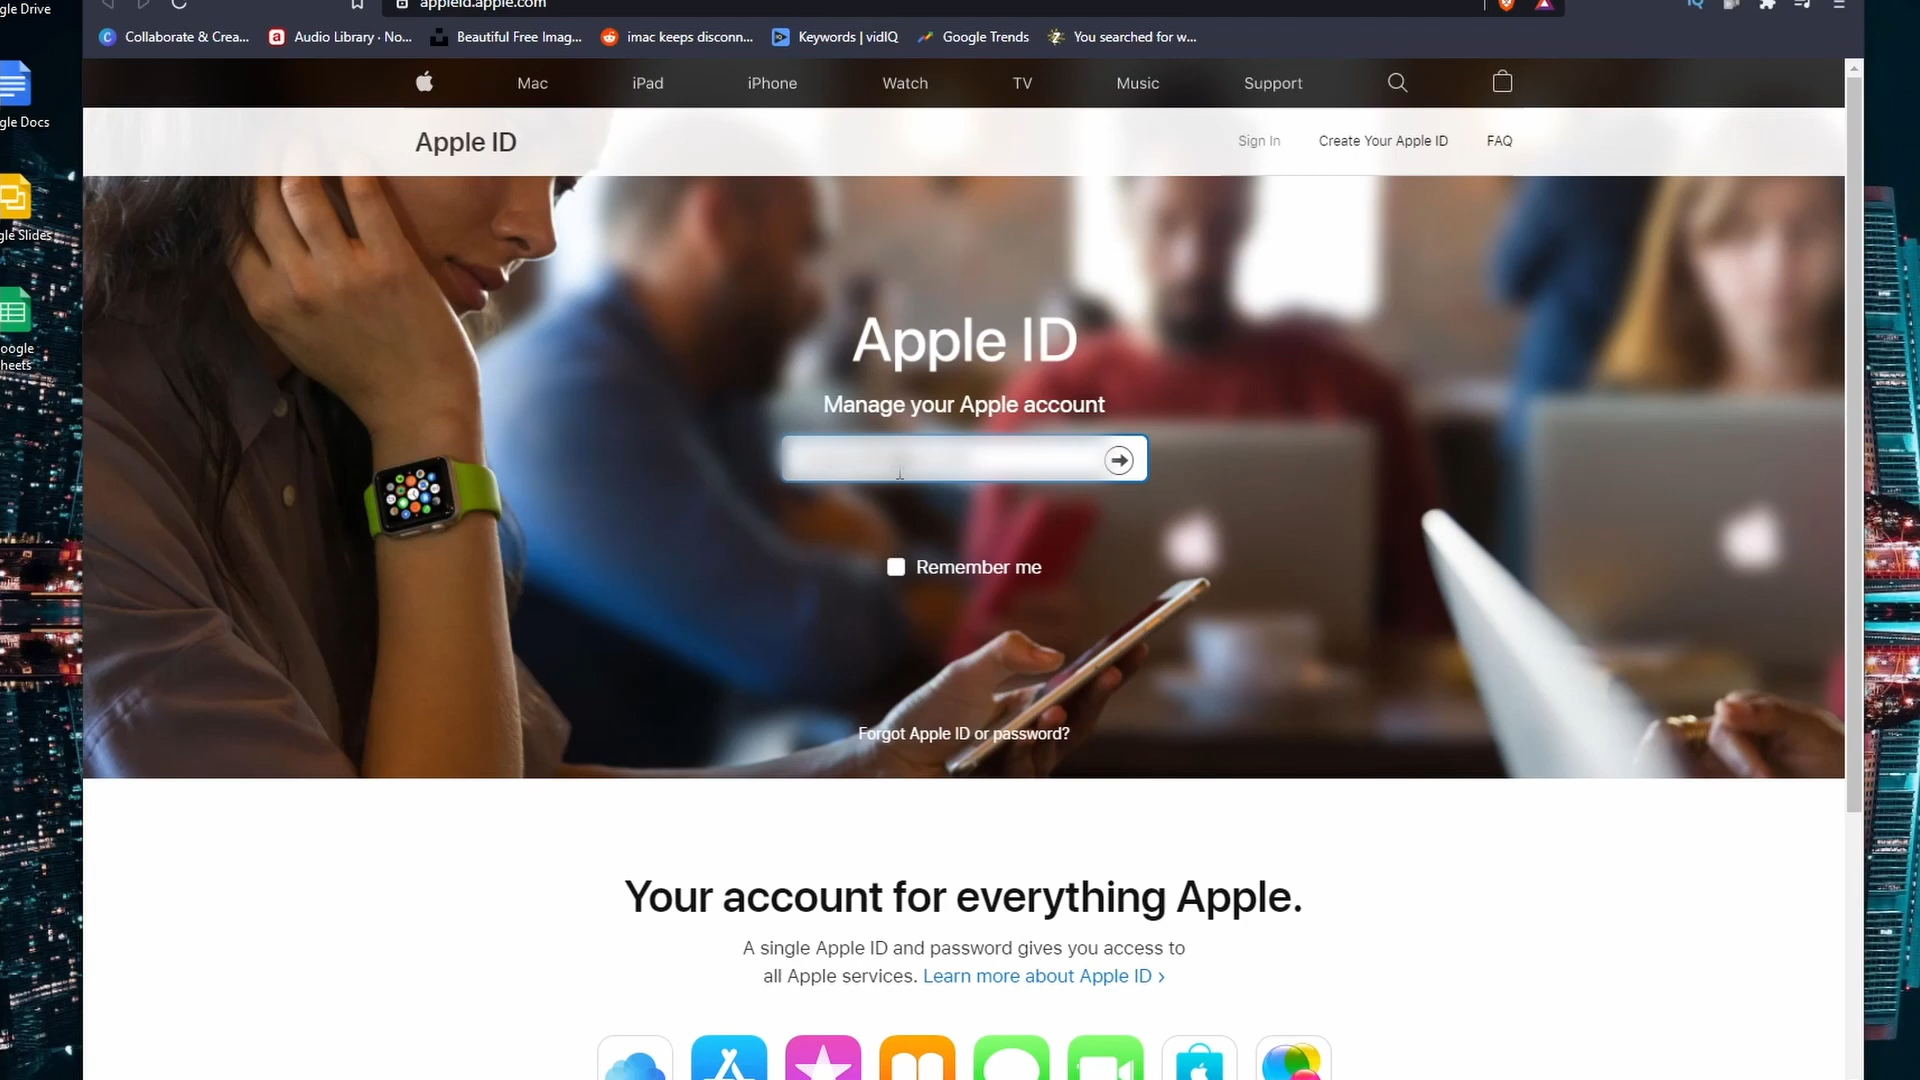 gle Drive
appleid.apple.com
Collaborate & Crea...
Audio Library · No...
Beautiful Free Imag...
imac keeps disconn...
Keywords | vidIQ
Google Trends
You searched for w...
Mac
iPad
iPhone
Watch
TV
Music
Support
gle Docs
Apple ID
Sign In
Create Your Apple ID
FAQ
gle Slides
oogle
heets
Apple ID
Manage your Apple account
Remember me
Forgot Apple ID or password?
Your account for everything Apple.
A single Apple ID and password gives you access to
all Apple services. Learn more about Apple ID ›